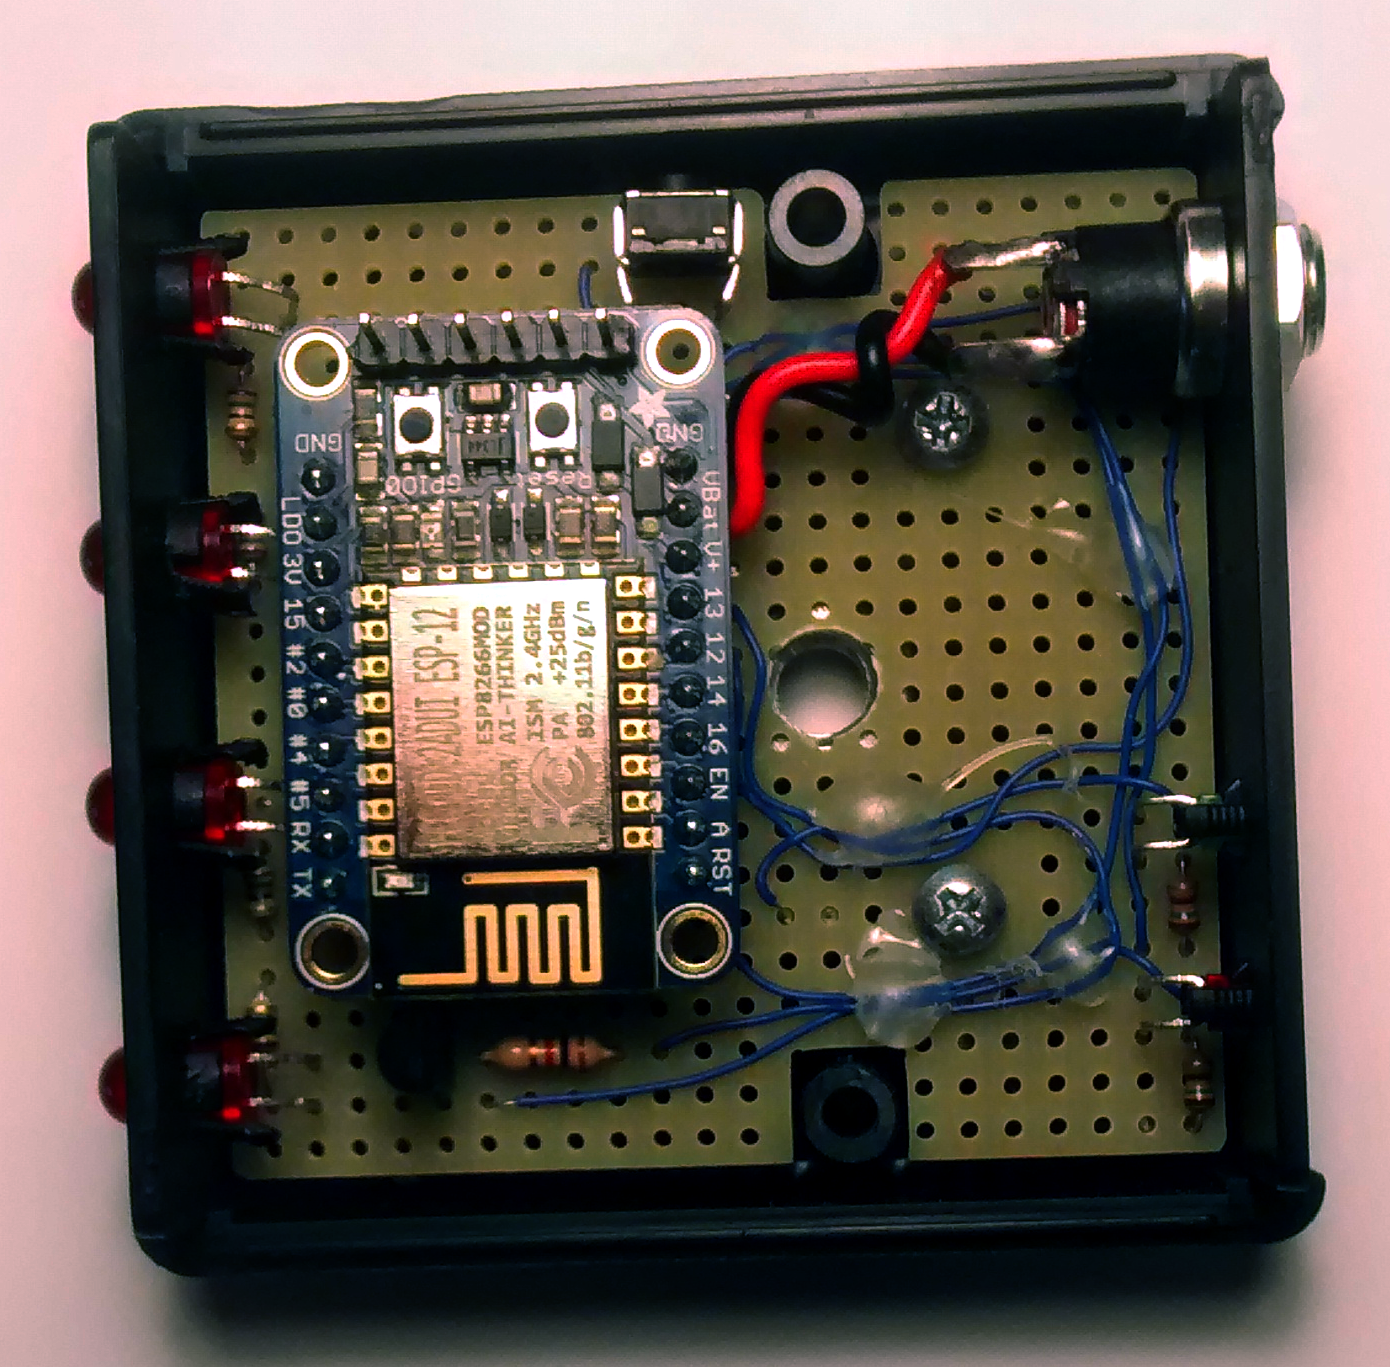 GND
LDO
3V
15
#2
#0
#4
#5
RX
TX
GPIO0
Reset
GND
VBat
V+
13
12
14
16
EN
A
RST
ESP-12
ESP8266MOD
AI-THINKER
ISM 2.4GHz
PA +25dBm
802.11b/g/n